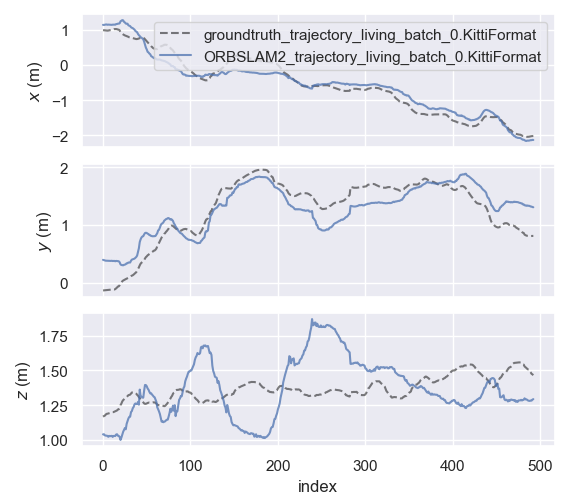 groundtruth_trajectory_living_batch_0.KittiFormat
ORBSLAM2_trajectory_living_batch_0.KittiFormat
x (m)
1
0
−1
−2
y (m)
2
1
0
z (m)
1.75
1.50
1.25
1.00
0 100 200 300 400 500
index